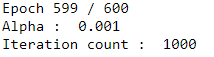 Epoch 599 / 600
Alpha :  0.001
Iteration count :  1000